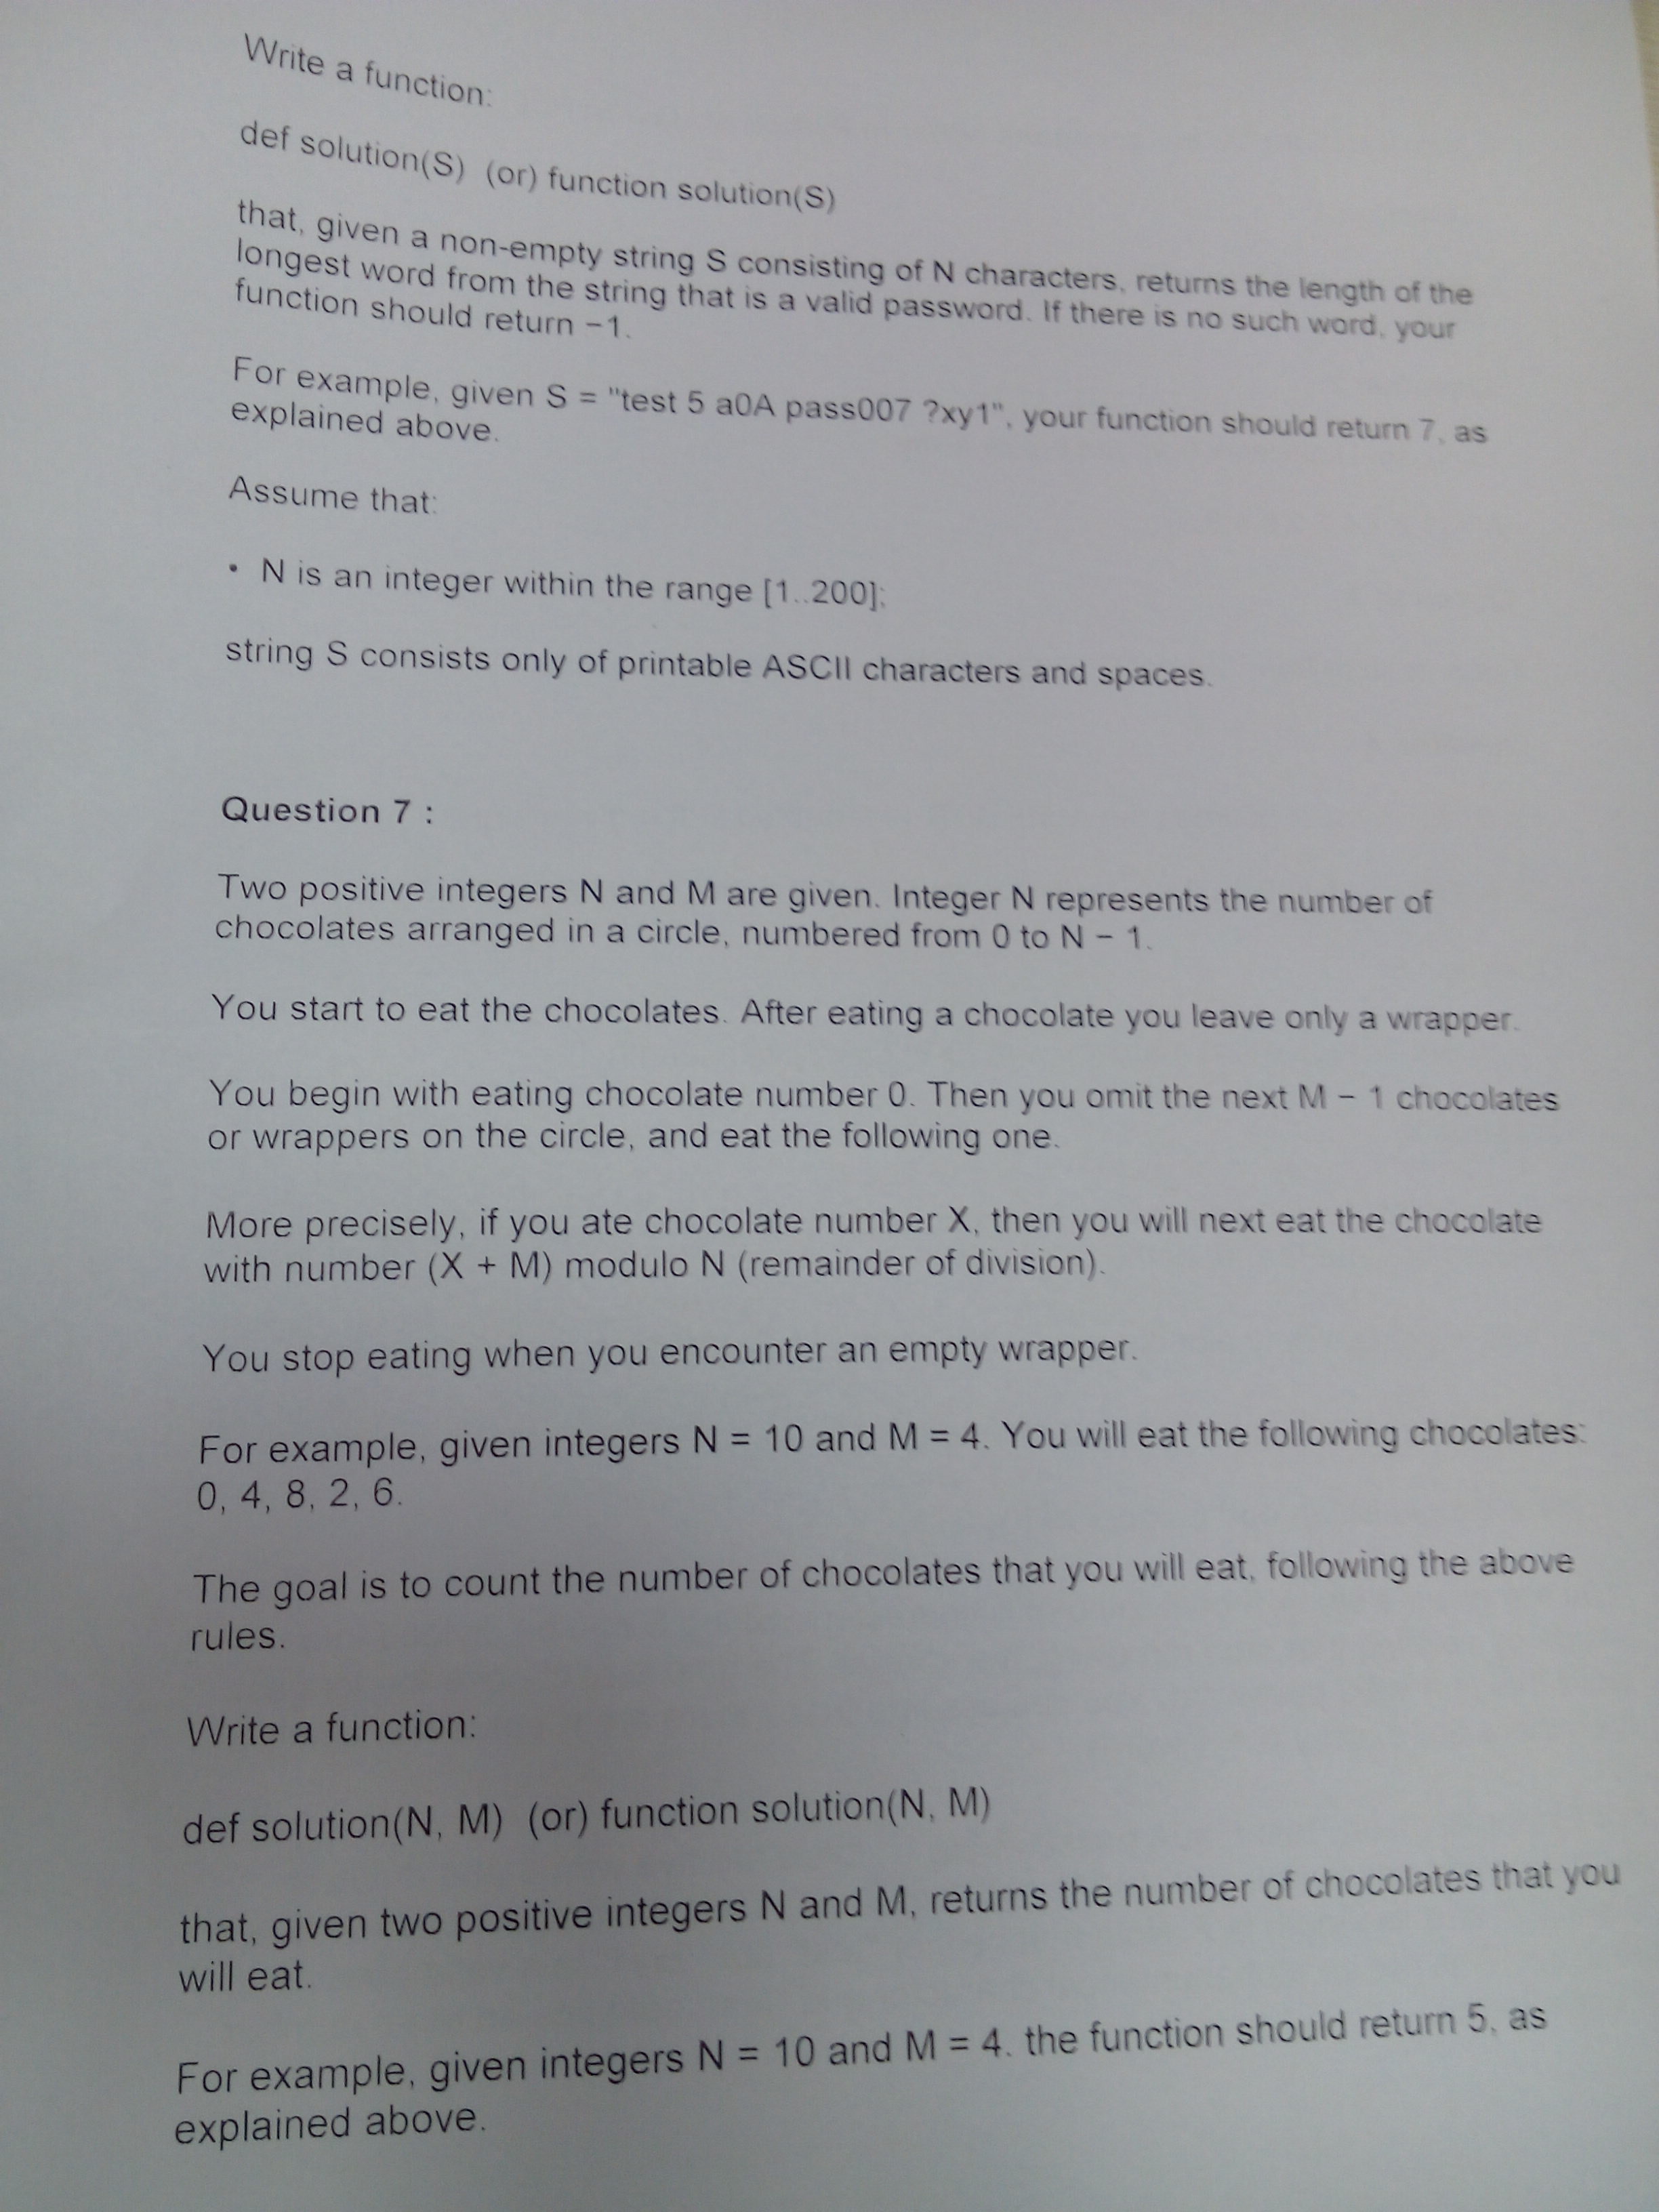 Write a function:
def solution(S) (or) function solution(S)
that, given a non-empty string S consisting of N characters, returns the length of the
longest word from the string that is a valid password. If there is no such word, your
function should return −1.
For example, given S = "test 5 a0A pass007 ?xy1", your function should return 7, as
explained above.
Assume that:
• N is an integer within the range [1..200];
string S consists only of printable ASCII characters and spaces.
Question 7 :
Two positive integers N and M are given. Integer N represents the number of
chocolates arranged in a circle, numbered from 0 to N − 1.
You start to eat the chocolates. After eating a chocolate you leave only a wrapper.
You begin with eating chocolate number 0. Then you omit the next M − 1 chocolates
or wrappers on the circle, and eat the following one.
More precisely, if you ate chocolate number X, then you will next eat the chocolate
with number (X + M) modulo N (remainder of division).
You stop eating when you encounter an empty wrapper.
For example, given integers N = 10 and M = 4. You will eat the following chocolates:
0, 4, 8, 2, 6.
The goal is to count the number of chocolates that you will eat, following the above
rules.
Write a function:
def solution(N, M) (or) function solution(N, M)
that, given two positive integers N and M, returns the number of chocolates that you
will eat.
For example, given integers N = 10 and M = 4. the function should return 5, as
explained above.